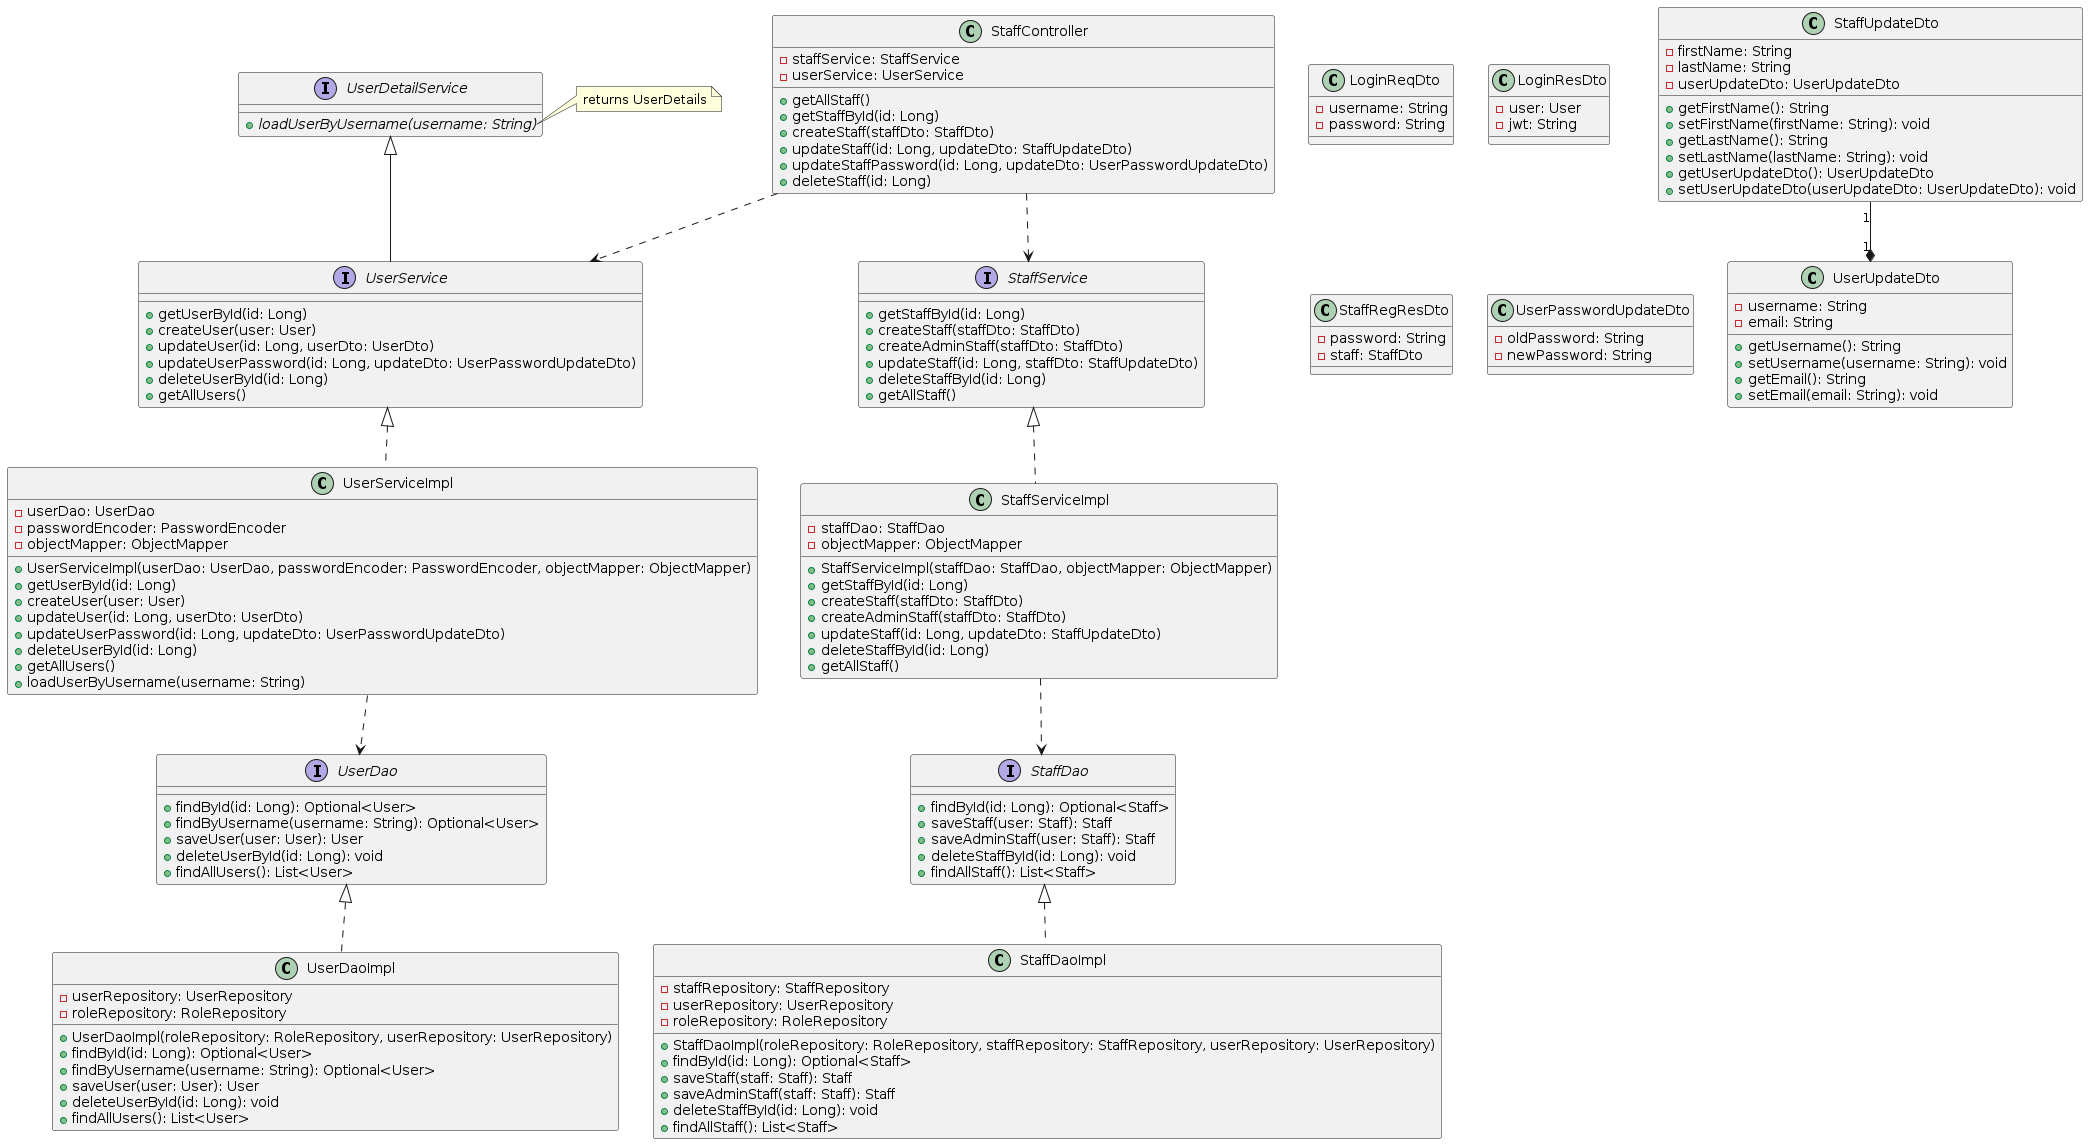 UserDetailService
loadUserByUsername(username: String)
returns UserDetails
StaffController
staffService: StaffService
userService: UserService
getAllStaff()
getStaffById(id: Long)
createStaff(staffDto: StaffDto)
updateStaff(id: Long, updateDto: StaffUpdateDto)
updateStaffPassword(id: Long, updateDto: UserPasswordUpdateDto)
deleteStaff(id: Long)
LoginReqDto
username: String
password: String
LoginResDto
user: User
jwt: String
StaffUpdateDto
firstName: String
lastName: String
userUpdateDto: UserUpdateDto
getFirstName(): String
setFirstName(firstName: String): void
getLastName(): String
setLastName(lastName: String): void
getUserUpdateDto(): UserUpdateDto
setUserUpdateDto(userUpdateDto: UserUpdateDto): void
1
1
UserService
getUserById(id: Long)
createUser(user: User)
updateUser(id: Long, userDto: UserDto)
updateUserPassword(id: Long, updateDto: UserPasswordUpdateDto)
deleteUserById(id: Long)
getAllUsers()
StaffService
getStaffById(id: Long)
createStaff(staffDto: StaffDto)
createAdminStaff(staffDto: StaffDto)
updateStaff(id: Long, staffDto: StaffUpdateDto)
deleteStaffById(id: Long)
getAllStaff()
StaffRegResDto
password: String
staff: StaffDto
UserPasswordUpdateDto
oldPassword: String
newPassword: String
UserUpdateDto
username: String
email: String
getUsername(): String
setUsername(username: String): void
getEmail(): String
setEmail(email: String): void
UserServiceImpl
userDao: UserDao
passwordEncoder: PasswordEncoder
objectMapper: ObjectMapper
UserServiceImpl(userDao: UserDao, passwordEncoder: PasswordEncoder, objectMapper: ObjectMapper)
getUserById(id: Long)
createUser(user: User)
updateUser(id: Long, userDto: UserDto)
updateUserPassword(id: Long, updateDto: UserPasswordUpdateDto)
deleteUserById(id: Long)
getAllUsers()
loadUserByUsername(username: String)
StaffServiceImpl
staffDao: StaffDao
objectMapper: ObjectMapper
StaffServiceImpl(staffDao: StaffDao, objectMapper: ObjectMapper)
getStaffById(id: Long)
createStaff(staffDto: StaffDto)
createAdminStaff(staffDto: StaffDto)
updateStaff(id: Long, updateDto: StaffUpdateDto)
deleteStaffById(id: Long)
getAllStaff()
UserDao
findById(id: Long): Optional<User>
findByUsername(username: String): Optional<User>
saveUser(user: User): User
deleteUserById(id: Long): void
findAllUsers(): List<User>
StaffDao
findById(id: Long): Optional<Staff>
saveStaff(user: Staff): Staff
saveAdminStaff(user: Staff): Staff
deleteStaffById(id: Long): void
findAllStaff(): List<Staff>
UserDaoImpl
userRepository: UserRepository
roleRepository: RoleRepository
UserDaoImpl(roleRepository: RoleRepository, userRepository: UserRepository)
findById(id: Long): Optional<User>
findByUsername(username: String): Optional<User>
saveUser(user: User): User
deleteUserById(id: Long): void
findAllUsers(): List<User>
StaffDaoImpl
staffRepository: StaffRepository
userRepository: UserRepository
roleRepository: RoleRepository
StaffDaoImpl(roleRepository: RoleRepository, staffRepository: StaffRepository, userRepository: UserRepository)
findById(id: Long): Optional<Staff>
saveStaff(staff: Staff): Staff
saveAdminStaff(staff: Staff): Staff
deleteStaffById(id: Long): void
findAllStaff(): List<Staff>